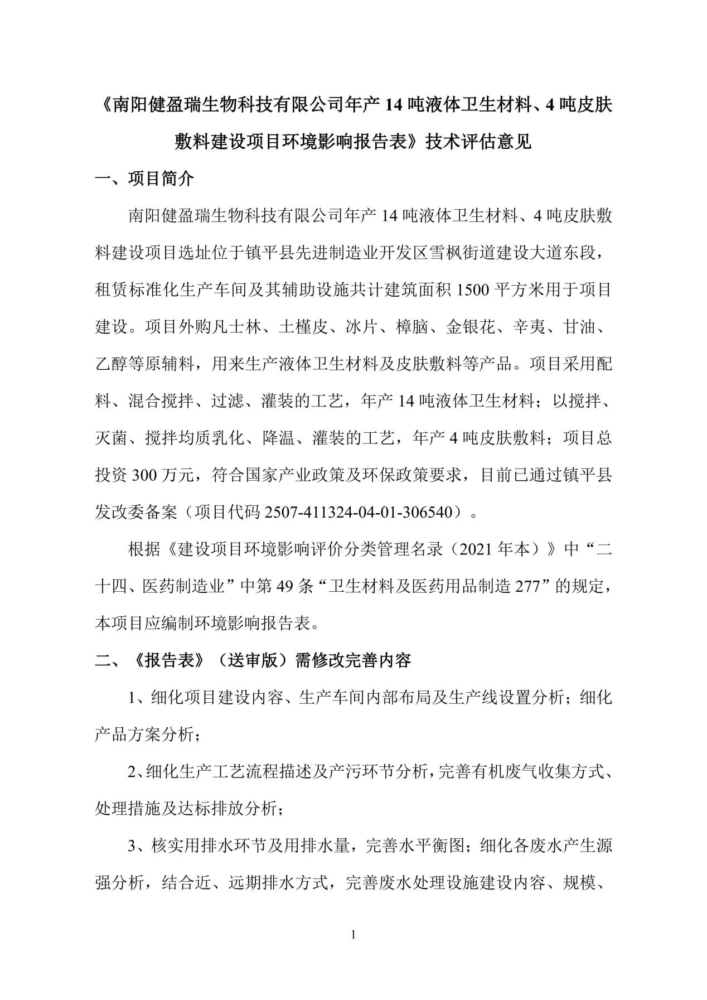 《南阳健盈瑞生物科技有限公司年产 14 吨液体卫生材料、4 吨皮肤
敷料建设项目环境影响报告表》技术评估意见
一、项目简介
南阳健盈瑞生物科技有限公司年产 14 吨液体卫生材料、4 吨皮肤敷
料建设项目选址位于镇平县先进制造业开发区雪枫街道建设大道东段，
租赁标准化生产车间及其辅助设施共计建筑面积 1500 平方米用于项目
建设。项目外购凡士林、土槿皮、冰片、樟脑、金银花、辛夷、甘油、
乙醇等原辅料，用来生产液体卫生材料及皮肤敷料等产品。项目采用配
料、混合搅拌、过滤、灌装的工艺，年产 14 吨液体卫生材料；以搅拌、
灭菌、搅拌均质乳化、降温、灌装的工艺，年产 4 吨皮肤敷料；项目总
投资 300 万元，符合国家产业政策及环保政策要求，目前已通过镇平县
发改委备案（项目代码 2507-411324-04-01-306540）。
根据《建设项目环境影响评价分类管理名录（2021 年本）》中“二
十四、医药制造业”中第 49 条“卫生材料及医药用品制造 277”的规定，
本项目应编制环境影响报告表。
二、《报告表》（送审版）需修改完善内容
1、细化项目建设内容、生产车间内部布局及生产线设置分析；细化
产品方案分析；
2、细化生产工艺流程描述及产污环节分析，完善有机废气收集方式、
处理措施及达标排放分析；
3、核实用排水环节及用排水量，完善水平衡图；细化各废水产生源
强分析，结合近、远期排水方式，完善废水处理设施建设内容、规模、
1